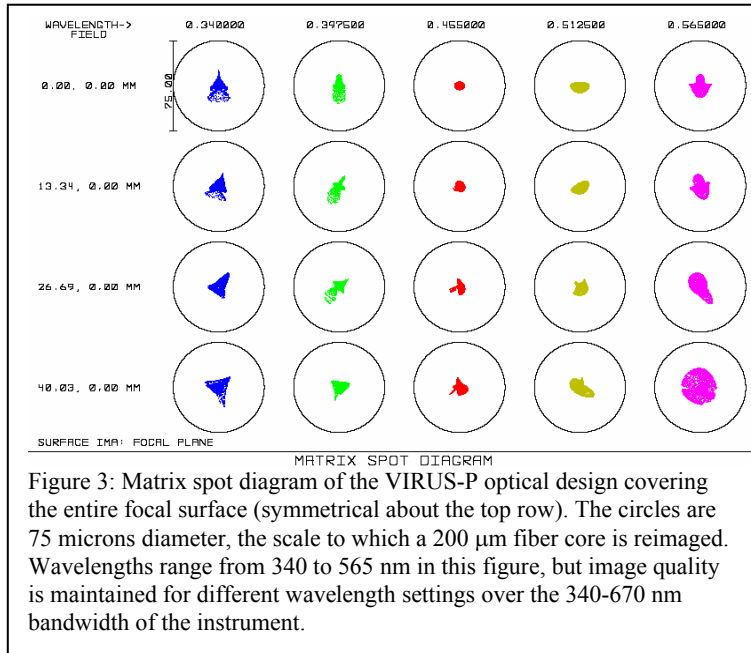 WAVELENGTH-> 0.340000 0.397500 0.455000 0.512500 0.565000
FIELD
0.00, 0.00 MM
75.00
13.34, 0.00 MM
26.69, 0.00 MM
40.03, 0.00 MM
SURFACE IMA: FOCAL PLANE
MATRIX SPOT DIAGRAM
Figure 3: Matrix spot diagram of the VIRUS-P optical design covering
the entire focal surface (symmetrical about the top row). The circles are
75 microns diameter, the scale to which a 200 μm fiber core is reimaged.
Wavelengths range from 340 to 565 nm in this figure, but image quality
is maintained for different wavelength settings over the 340-670 nm
bandwidth of the instrument.